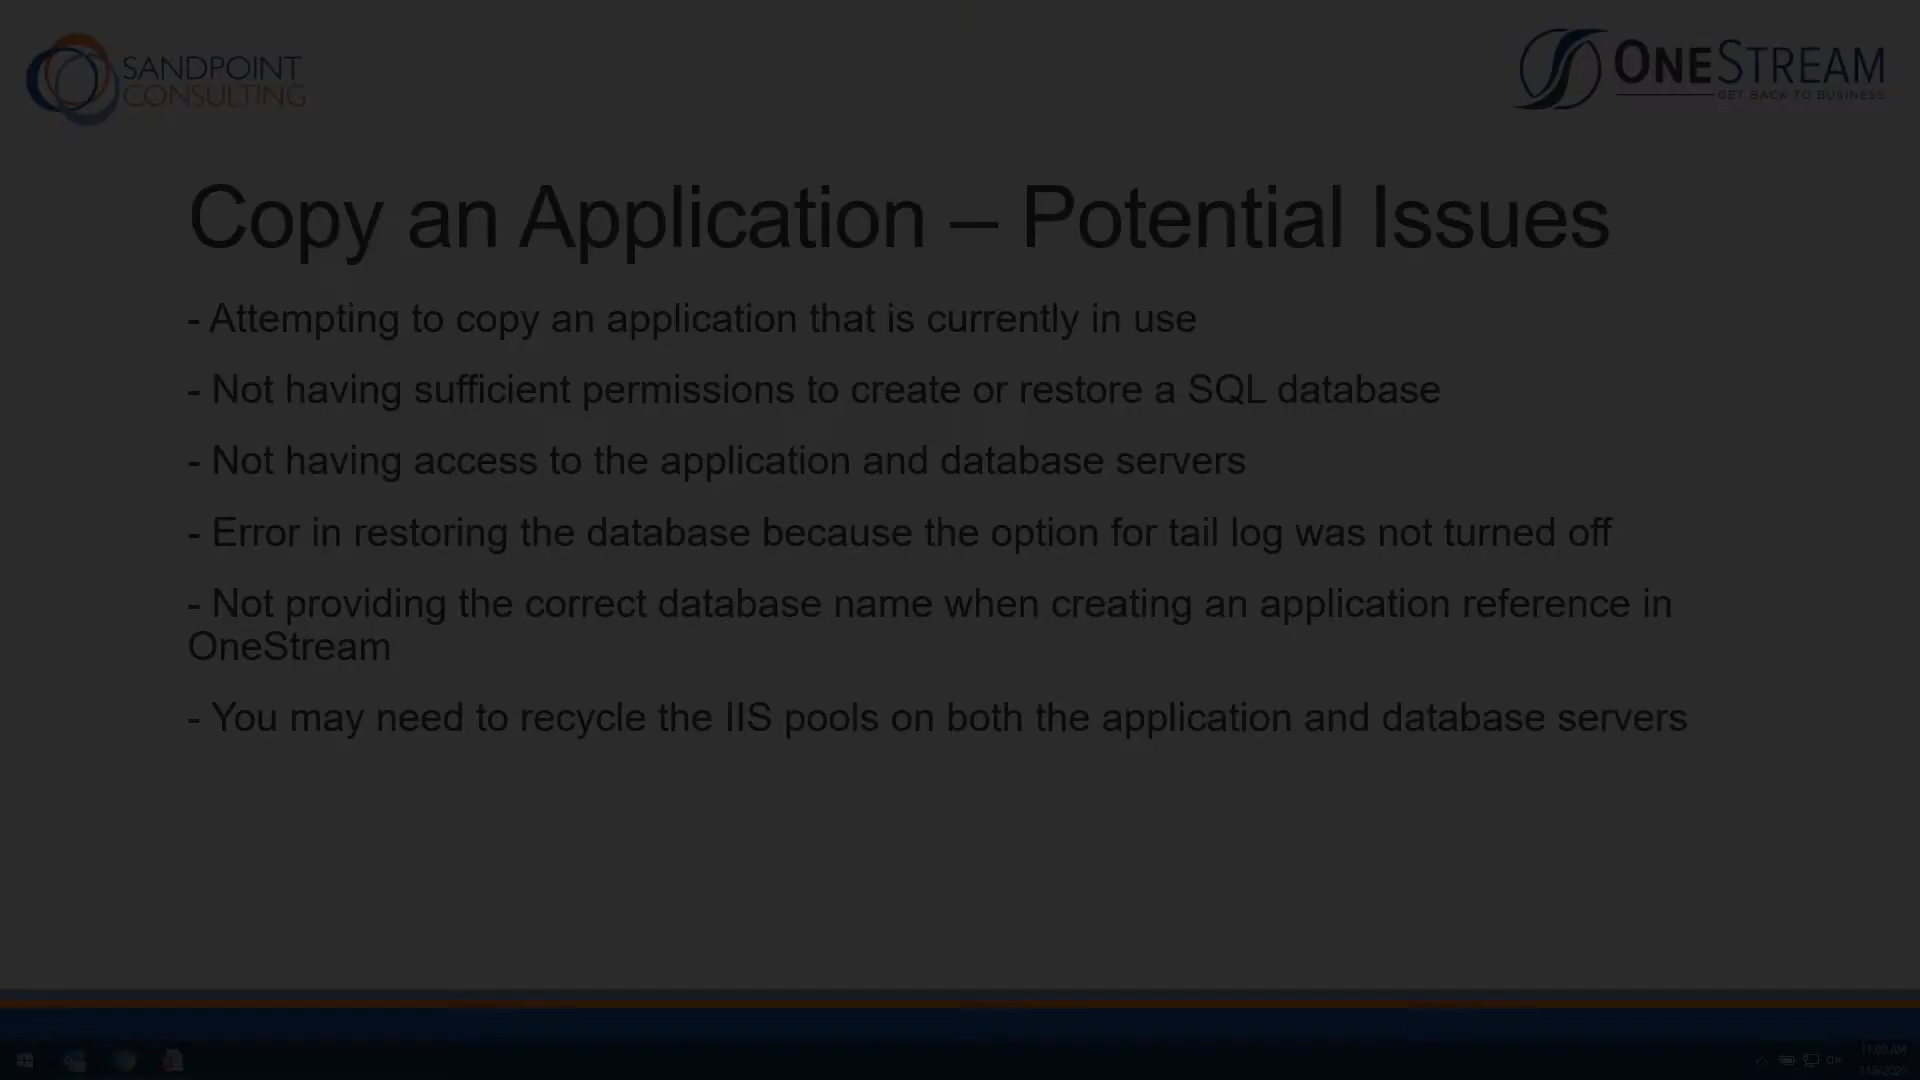 SANDPOINT
CONSULTING
ONESTREAM
GET BACK TO BUSINESS
Copy an Application – Potential Issues
- Attempting to copy an application that is currently in use
- Not having sufficient permissions to create or restore a SQL database
- Not having access to the application and database servers
- Error in restoring the database because the option for tail log was not turned off
- Not providing the correct database name when creating an application reference in
OneStream
- You may need to recycle the IIS pools on both the application and database servers